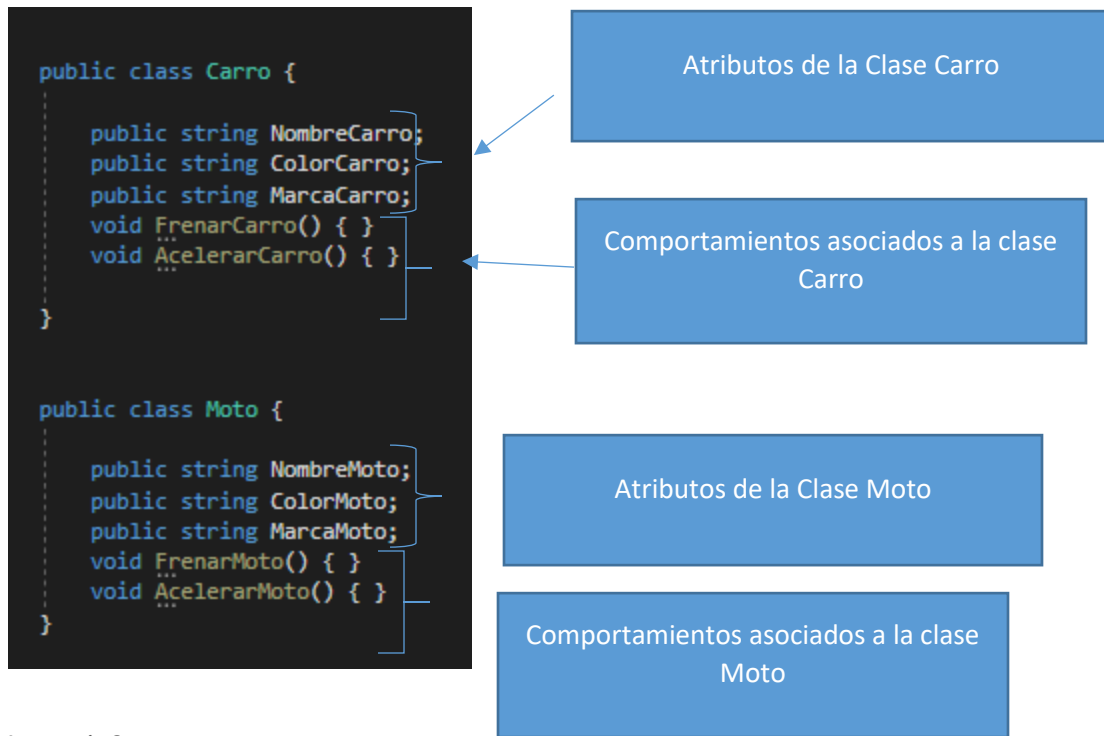 public class Carro {
public string NombreCarro;
public string ColorCarro;
public string MarcaCarro;
void FrenarCarro() { }
void AcelerarCarro() { }
}
Atributos de la Clase Carro
Comportamientos asociados a la clase
Carro
public class Moto {
public string NombreMoto;
public string ColorMoto;
public string MarcaMoto;
void FrenarMoto() { }
void AcelerarMoto() { }
}
Atributos de la Clase Moto
Comportamientos asociados a la clase
Moto